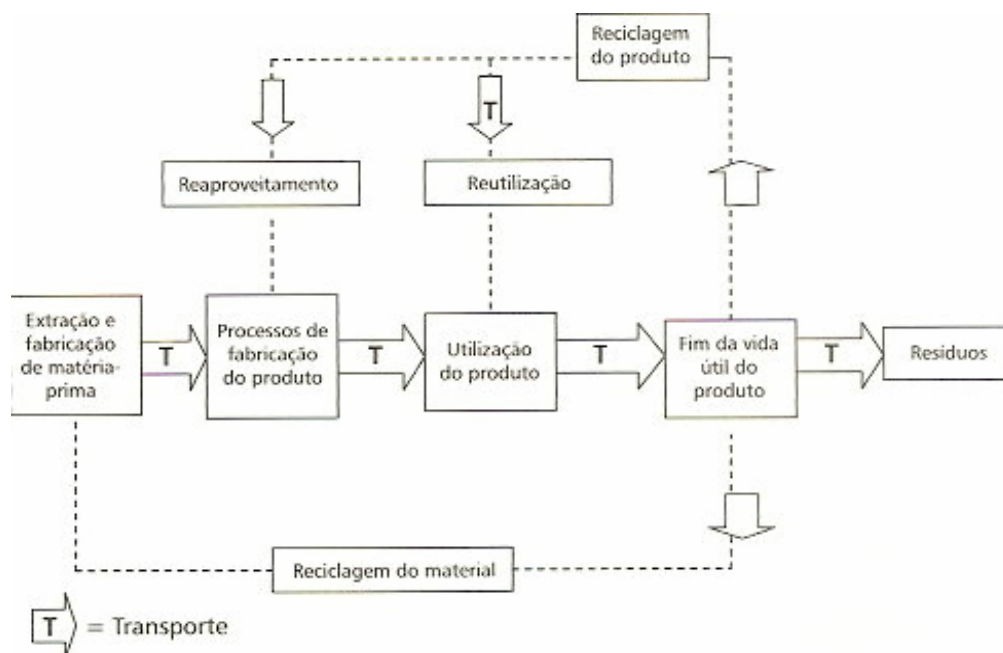 Reciclagem
do produto
T
Reaproveitamento
Reutilização
Extração e
fabricação
de matéria-
prima
T
Processos de
fabricação
do produto
T
Utilização
do produto
T
Fim da vida
útil do
produto
T
Resíduos
Reciclagem do material
T = Transporte